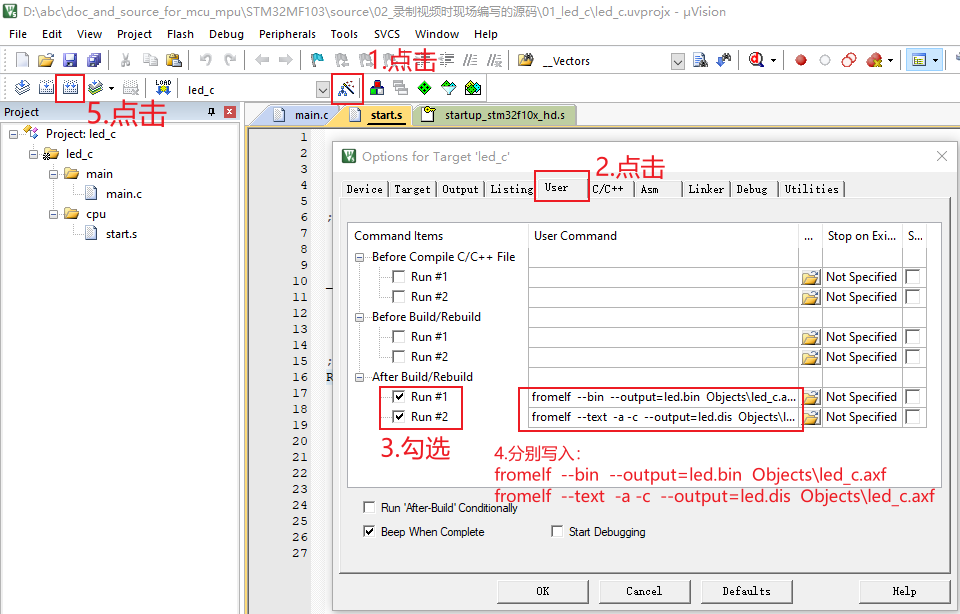 D:\abc\doc_and_source_for_mcu_mpu\STM32MF103\source\02_录制视频时现场编写的源码\01_led_c\led_c.uvprojx - µVision
File Edit View Project Flash Debug Peripherals Tools SVCS Window Help
1.点击
__Vectors
LOAD
led_c
5.点击
Project
Project: led_c
led_c
main
main.c
cpu
start.s
main.c start.s startup_stm32f10x_hd.s
1
2
3
4
5
6 ;
7
8
9
10
11
12
13
14
15 ;
16 R
17
18
19
20
21
22
23
24
25
26
27
Options for Target 'led_c'
2.点击
Device Target Output Listing User C/C++ Asm Linker Debug Utilities
Command Items User Command ... Stop on Exi... S...
Before Compile C/C++ File
Run #1 Not Specified
Run #2 Not Specified
Before Build/Rebuild
Run #1 Not Specified
Run #2 Not Specified
After Build/Rebuild
Run #1 fromelf --bin --output=led.bin Objects\led_c.a... Not Specified
Run #2 fromelf --text -a -c --output=led.dis Objects\l... Not Specified
3.勾选
4.分别写入：
fromelf --bin --output=led.bin Objects\led_c.axf
fromelf --text -a -c --output=led.dis Objects\led_c.axf
Run 'After-Build' Conditionally
Beep When Complete Start Debugging
OK Cancel Defaults Help